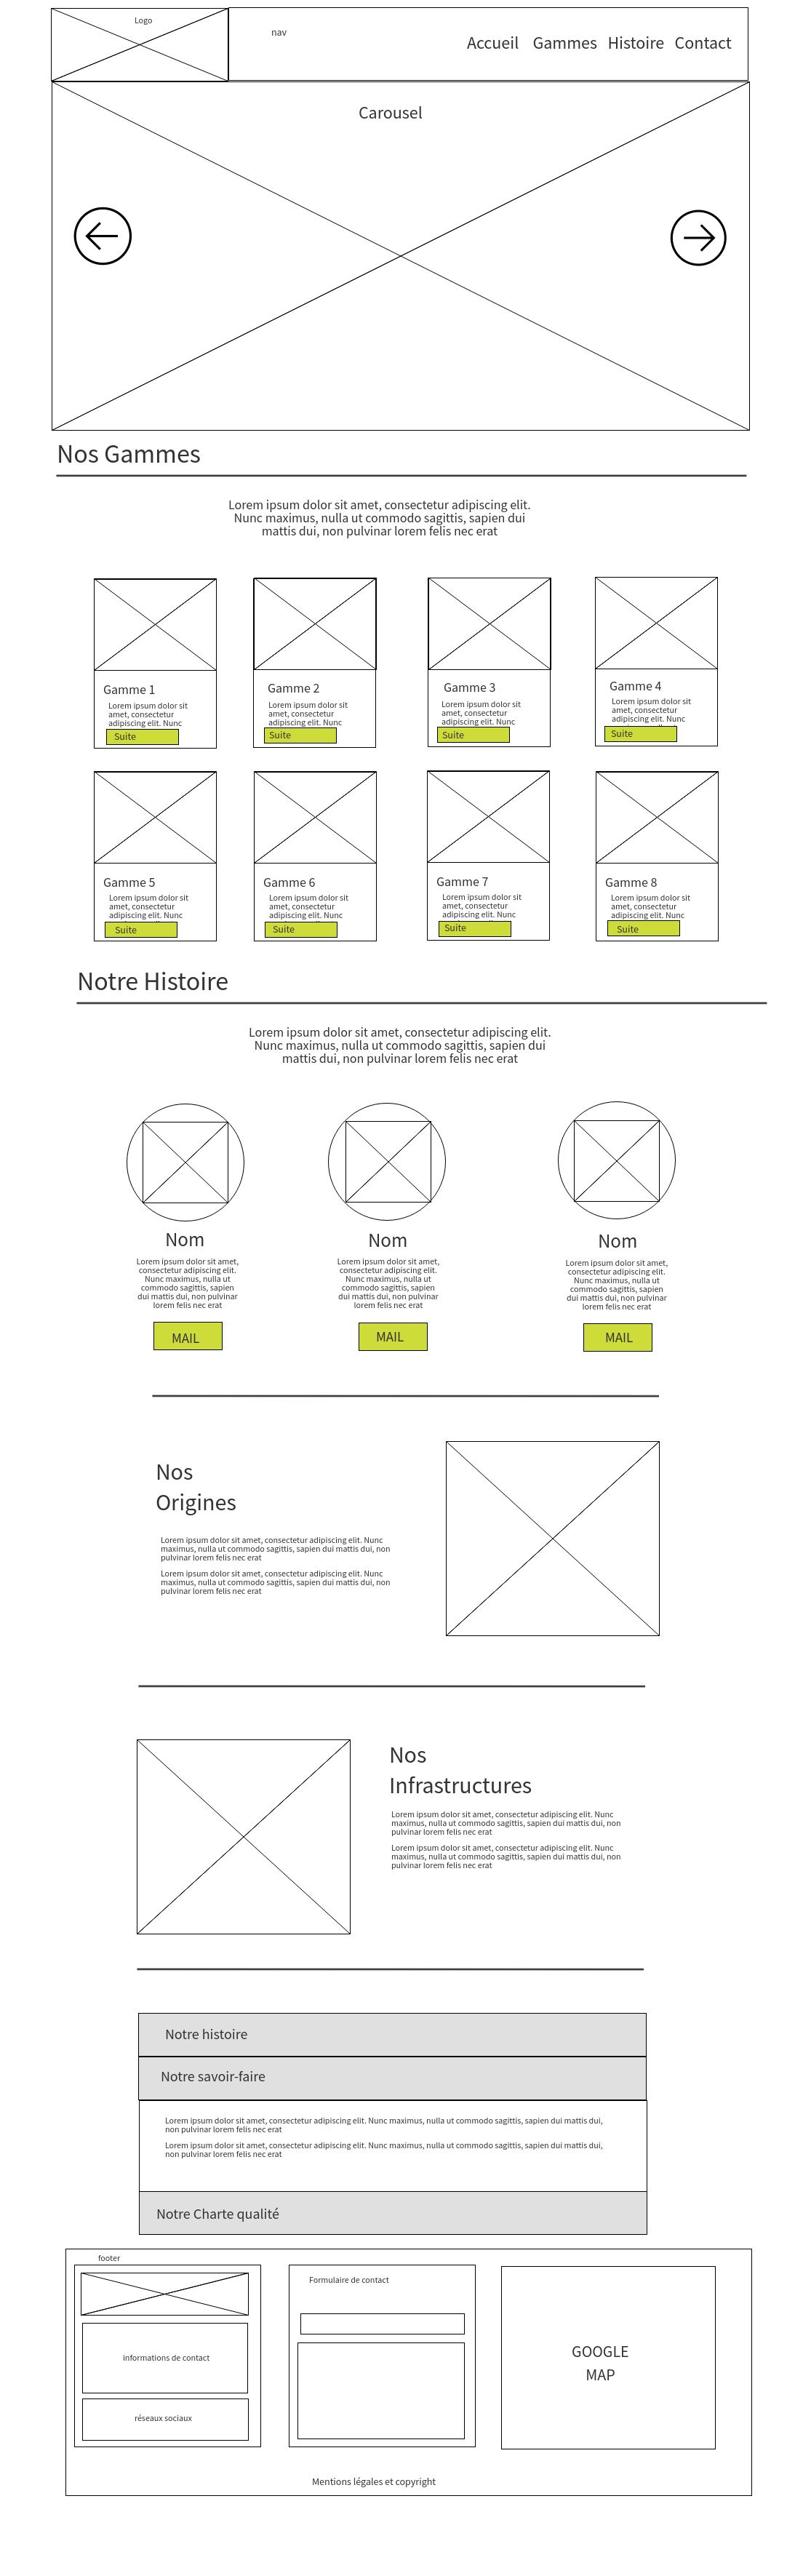 Logo
nav
Accueil Gammes Histoire Contact
Carousel
Nos Gammes
Lorem ipsum dolor sit amet, consectetur adipiscing elit.
Nunc maximus, nulla ut commodo sagittis, sapien dui
mattis dui, non pulvinar lorem felis nec erat
Gamme 1
Lorem ipsum dolor sit
amet, consectetur
adipiscing elit. Nunc
Suite
Gamme 2
Lorem ipsum dolor sit
amet, consectetur
adipiscing elit. Nunc
Suite
Gamme 3
Lorem ipsum dolor sit
amet, consectetur
adipiscing elit. Nunc
Suite
Gamme 4
Lorem ipsum dolor sit
amet, consectetur
adipiscing elit. Nunc
Suite
Gamme 5
Lorem ipsum dolor sit
amet, consectetur
adipiscing elit. Nunc
Suite
Gamme 6
Lorem ipsum dolor sit
amet, consectetur
adipiscing elit. Nunc
Suite
Gamme 7
Lorem ipsum dolor sit
amet, consectetur
adipiscing elit. Nunc
Suite
Gamme 8
Lorem ipsum dolor sit
amet, consectetur
adipiscing elit. Nunc
Suite
Notre Histoire
Lorem ipsum dolor sit amet, consectetur adipiscing elit.
Nunc maximus, nulla ut commodo sagittis, sapien dui
mattis dui, non pulvinar lorem felis nec erat
Nom
Lorem ipsum dolor sit amet,
consectetur adipiscing elit.
Nunc maximus, nulla ut
commodo sagittis, sapien
dui mattis dui, non pulvinar
lorem felis nec erat
MAIL
Nom
Lorem ipsum dolor sit amet,
consectetur adipiscing elit.
Nunc maximus, nulla ut
commodo sagittis, sapien
dui mattis dui, non pulvinar
lorem felis nec erat
MAIL
Nom
Lorem ipsum dolor sit amet,
consectetur adipiscing elit.
Nunc maximus, nulla ut
commodo sagittis, sapien
dui mattis dui, non pulvinar
lorem felis nec erat
MAIL
Nos
Origines
Lorem ipsum dolor sit amet, consectetur adipiscing elit. Nunc
maximus, nulla ut commodo sagittis, sapien dui mattis dui, non
pulvinar lorem felis nec erat
Lorem ipsum dolor sit amet, consectetur adipiscing elit. Nunc
maximus, nulla ut commodo sagittis, sapien dui mattis dui, non
pulvinar lorem felis nec erat
Nos
Infrastructures
Lorem ipsum dolor sit amet, consectetur adipiscing elit. Nunc
maximus, nulla ut commodo sagittis, sapien dui mattis dui, non
pulvinar lorem felis nec erat
Lorem ipsum dolor sit amet, consectetur adipiscing elit. Nunc
maximus, nulla ut commodo sagittis, sapien dui mattis dui, non
pulvinar lorem felis nec erat
Notre histoire
Notre savoir-faire
Lorem ipsum dolor sit amet, consectetur adipiscing elit. Nunc maximus, nulla ut commodo sagittis, sapien dui mattis dui,
non pulvinar lorem felis nec erat
Lorem ipsum dolor sit amet, consectetur adipiscing elit. Nunc maximus, nulla ut commodo sagittis, sapien dui mattis dui,
non pulvinar lorem felis nec erat
Notre Charte qualité
footer
informations de contact
réseaux sociaux
Formulaire de contact
GOOGLE
MAP
Mentions légales et copyright